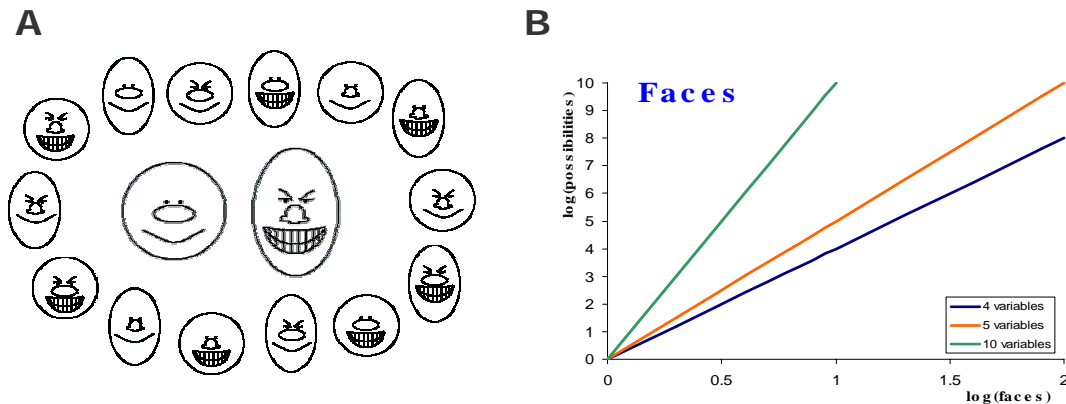 A
B
Faces
log(possibilities)
10
9
8
7
6
5
4
3
2
1
0
4 variables
5 variables
10 variables
0
0.5
1
1.5
2
log(faces)